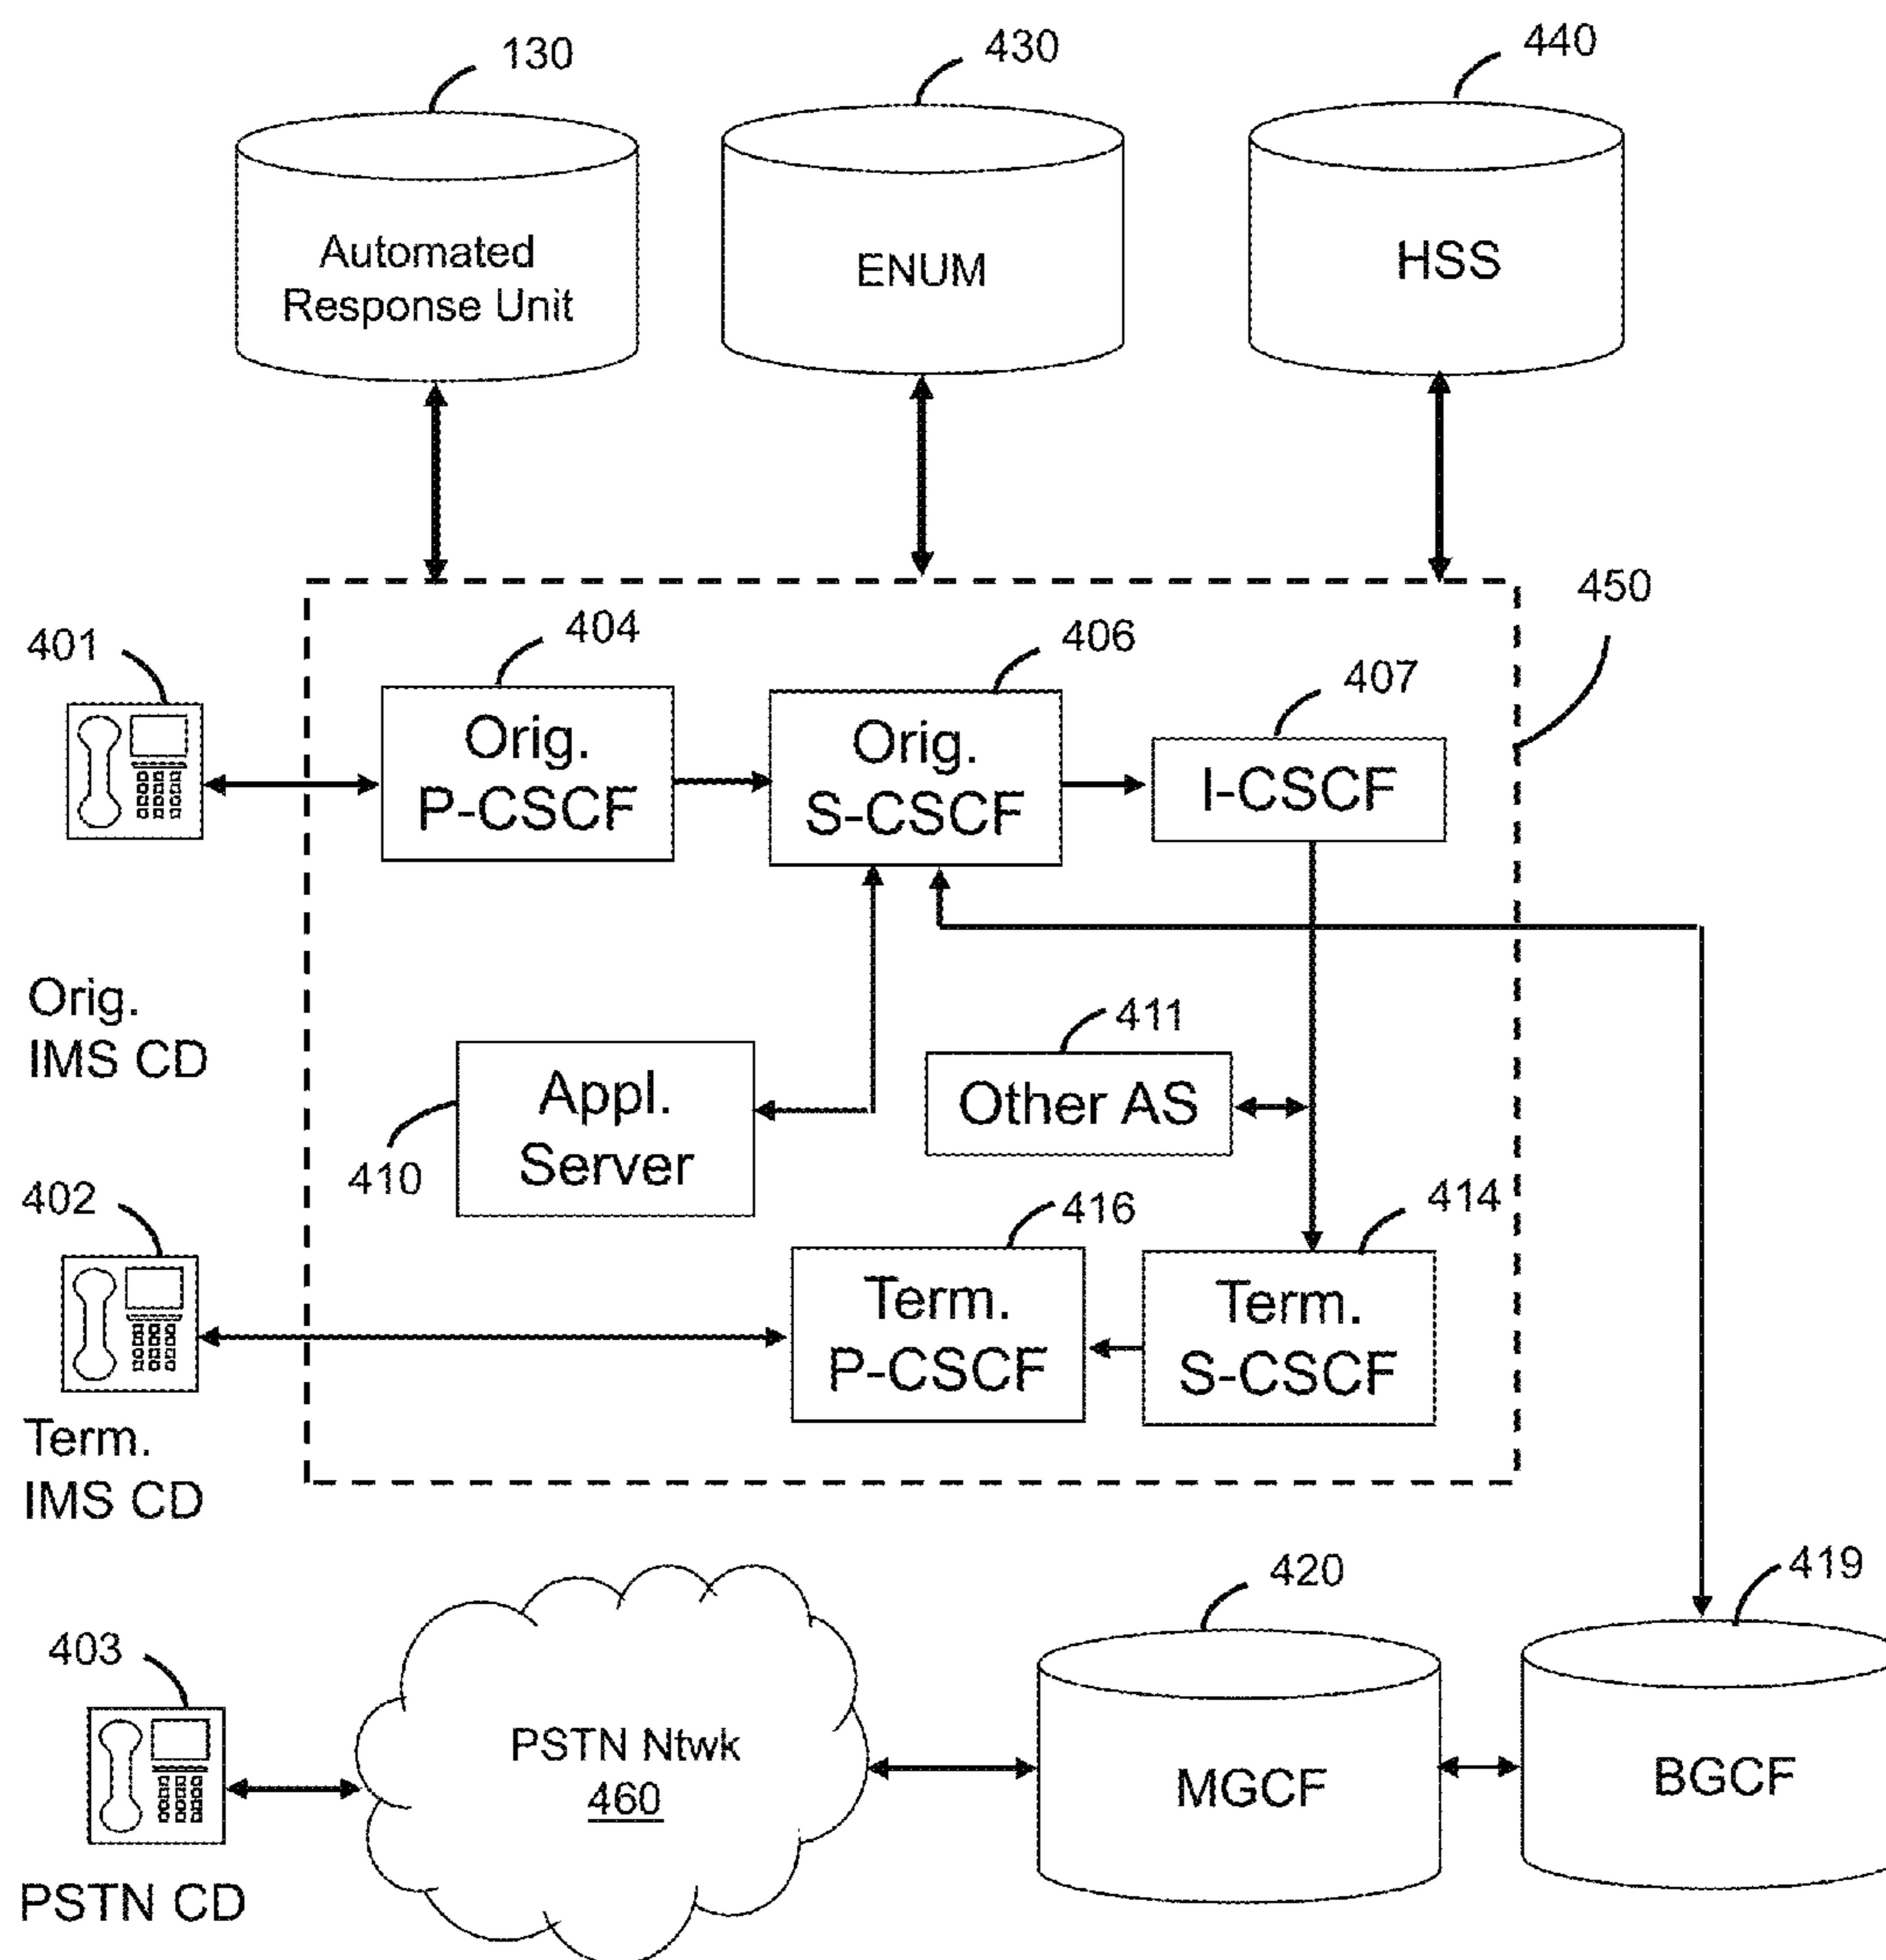 130
430
440
Automated
Response Unit
ENUM
HSS
450
401
404
406
407
Orig.
P-CSCF
Orig.
S-CSCF
I-CSCF
Orig.
IMS CD
411
Other AS
Appl.
Server
410
402
416
414
Term.
P-CSCF
Term.
S-CSCF
Term.
IMS CD
420
419
403
PSTN Ntwk
460
MGCF
BGCF
PSTN CD